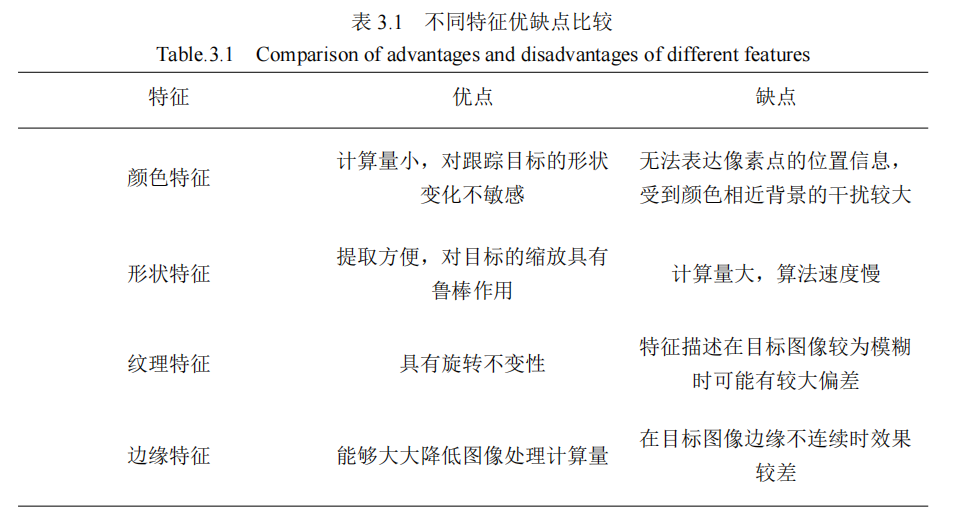 表 3.1 不同特征优缺点比较
Table.3.1 Comparison of advantages and disadvantages of different features
特征 优点 缺点
颜色特征
计算量小，对跟踪目标的形状
变化不敏感
无法表达像素点的位置信息，
受到颜色相近背景的干扰较大
形状特征
提取方便，对目标的缩放具有
鲁棒作用
计算量大，算法速度慢
纹理特征
具有旋转不变性
特征描述在目标图像较为模糊
时可能有较大偏差
边缘特征
能够大大降低图像处理计算量
在目标图像边缘不连续时效果
较差